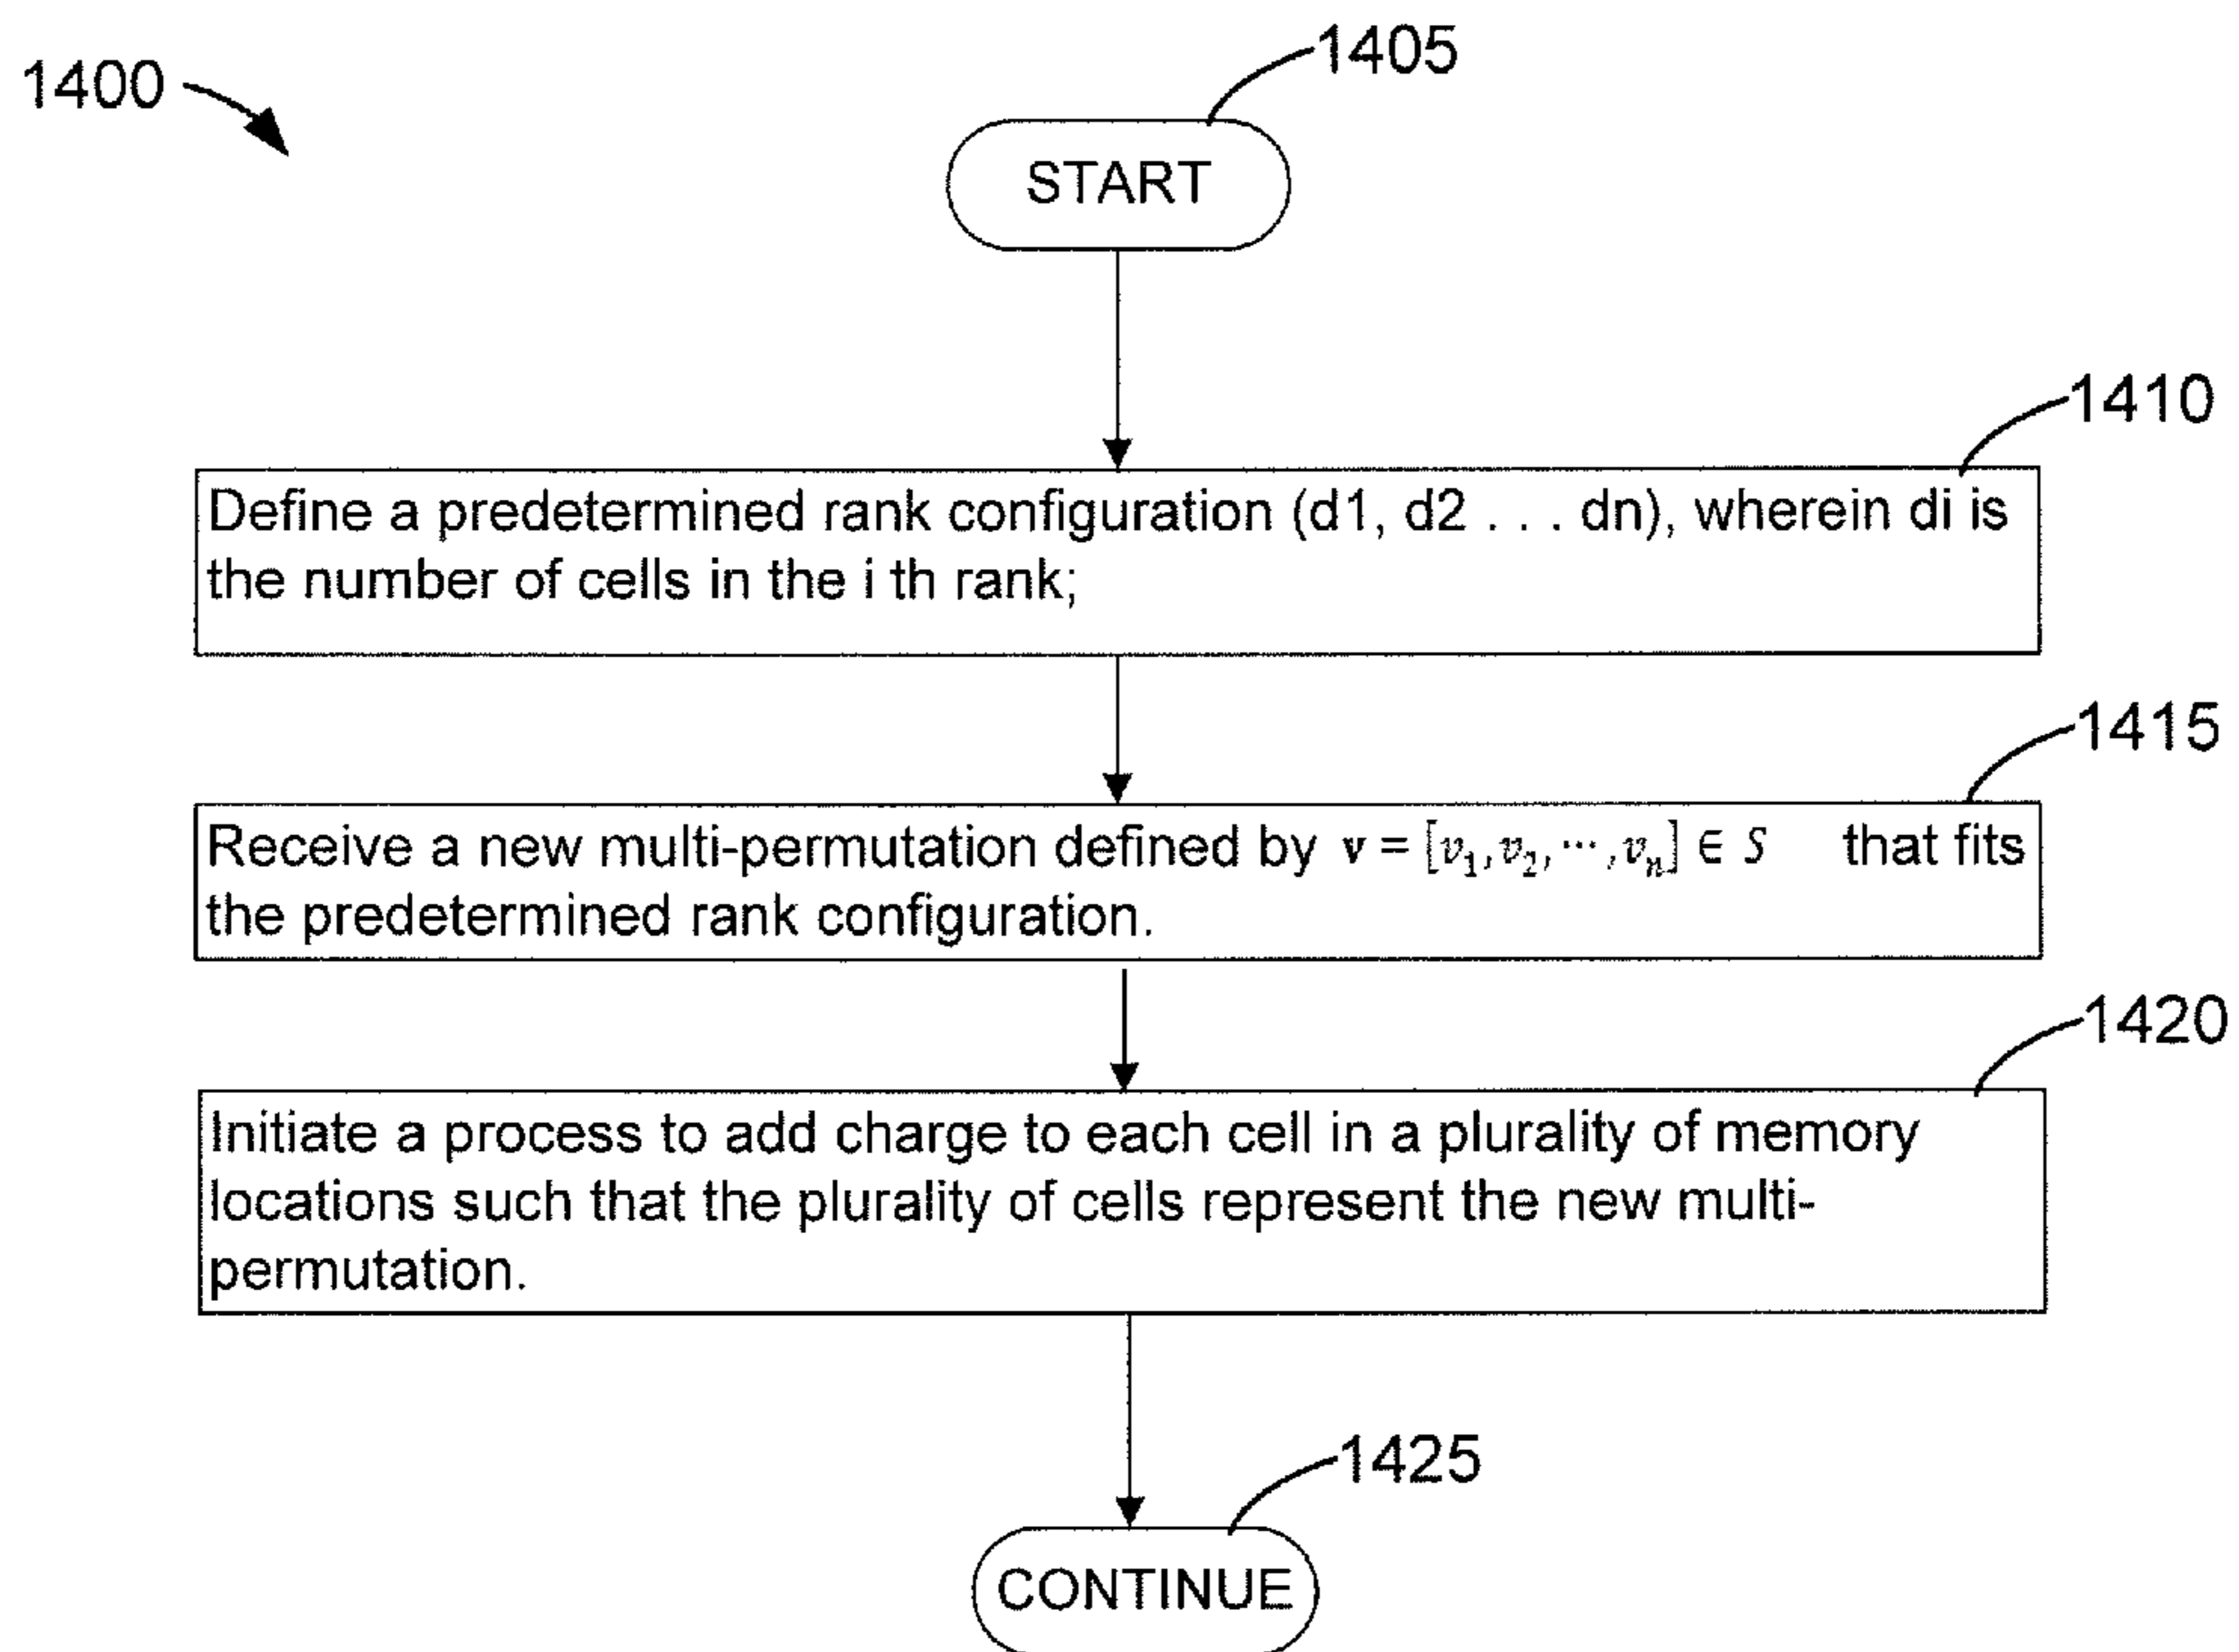 1400
1405
START
1410
Define a predetermined rank configuration (d1, d2 . . . dn), wherein di is
the number of cells in the i th rank;
1415
Receive a new multi-permutation defined by v = [v₁, v₂, ⋯, vₙ] ∈ S that fits
the predetermined rank configuration.
1420
Initiate a process to add charge to each cell in a plurality of memory
locations such that the plurality of cells represent the new multi-
permutation.
1425
CONTINUE